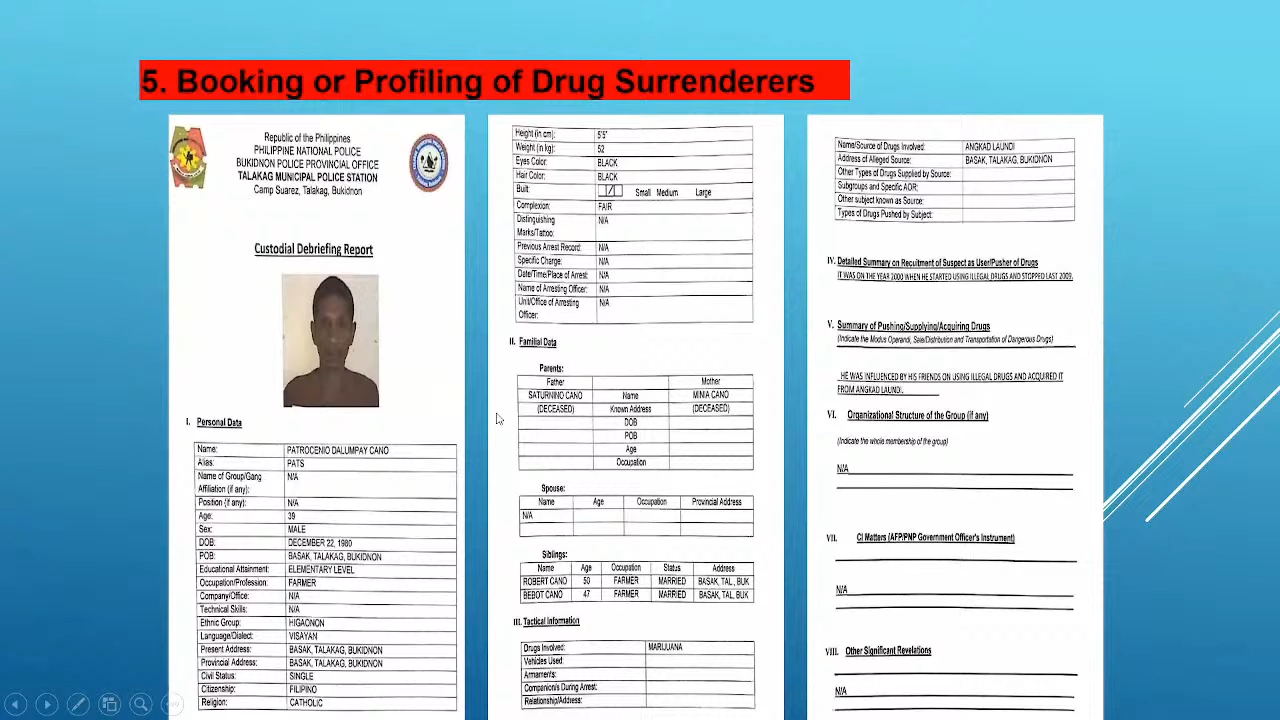 5. Booking or Profiling of Drug Surrenderers
Republic of the Philippines
PHILIPPINE NATIONAL POLICE
BUKIDNON POLICE PROVINCIAL OFFICE
TALAKAG MUNICIPAL POLICE STATION
Camp Suarez, Talakag, Bukidnon
Custodial Debriefing Report
I. Personal Data
Name: PATROCENIO DALUMPAY CANO
Alias: PATS
Name of Group/Gang N/A
Affiliation (if any):
Position (if any): N/A
Age: 39
Sex: MALE
DOB: DECEMBER 22, 1980
POB: BASAK, TALAKAG, BUKIDNON
Educational Attainment: ELEMENTARY LEVEL
Occupation/Profession: FARMER
Company/Office: N/A
Technical Skills: N/A
Ethnic Group: HIGAONON
Language/Dialect: VISAYAN
Present Address: BASAK, TALAKAG, BUKIDNON
Provincial Address: BASAK, TALAKAG, BUKIDNON
Civil Status: SINGLE
Citizenship: FILIPINO
Religion: CATHOLIC
Height (in cm) 5'5"
Weight (in kg): 52
Eyes Color: BLACK
Hair Color: BLACK
Built: / Small Medium Large
Complexion: FAIR
Distinguishing N/A
Marks/Tattoo:
Previous Arrest Record: N/A
Specific Charge: N/A
Date/Time/Place of Arrest: N/A
Name of Arresting Officer: N/A
Unit/Office of Arresting N/A
Officer:
II. Familial Data
Parents:
Father Mother
SATURNINO CANO Name MINIA CANO
(DECEASED) Known Address (DECEASED)
DOB
POB
Age
Occupation
Spouse:
Name Age Occupation Provincial Address
N/A
Siblings:
Name Age Occupation Status Address
ROBERT CANO 50 FARMER MARRIED BASAK, TAL., BUK
BEBOT CANO 47 FARMER MARRIED BASAK, TAL, BUK
III. Tactical Information
Drugs Involved: MARIJUANA
Vehicles Used:
Armaments:
Companion/s During Arrest:
Relationship/Address:
Name/Source of Drugs Involved: ANGKAD LAUNDI
Address of Alleged Source: BASAK, TALAKAG, BUKIDNON
Other Types of Drugs Supplied by Source:
Subgroups and Specific AOR:
Other subject known as Source:
Types of Drugs Pushed by Subject:
IV. Detailed Summary on Recuitment of Suspect as User/Pusher of Drugs
IT WAS ON THE YEAR 2000 WHEN HE STARTED USING ILLEGAL DRUGS AND STOPPED LAST 2009.
V. Summary of Pushing/Supplying/Acquiring Drugs
(Indicate the Modus Operandi, Sale/Distribution and Transportation of Dangerous Drugs)
HE WAS INFLUENCED BY HIS FRIENDS ON USING ILLEGAL DRUGS AND ACQUIRED IT
FROM ANGKAD LAUNDI.
VI. Organizational Structure of the Group (if any)
(Indicate the whole membership of the group)
N/A
VII. CI Matters (AFP/PNP Government Officer's Instrument)
N/A
VIII. Other Significant Revelations
N/A